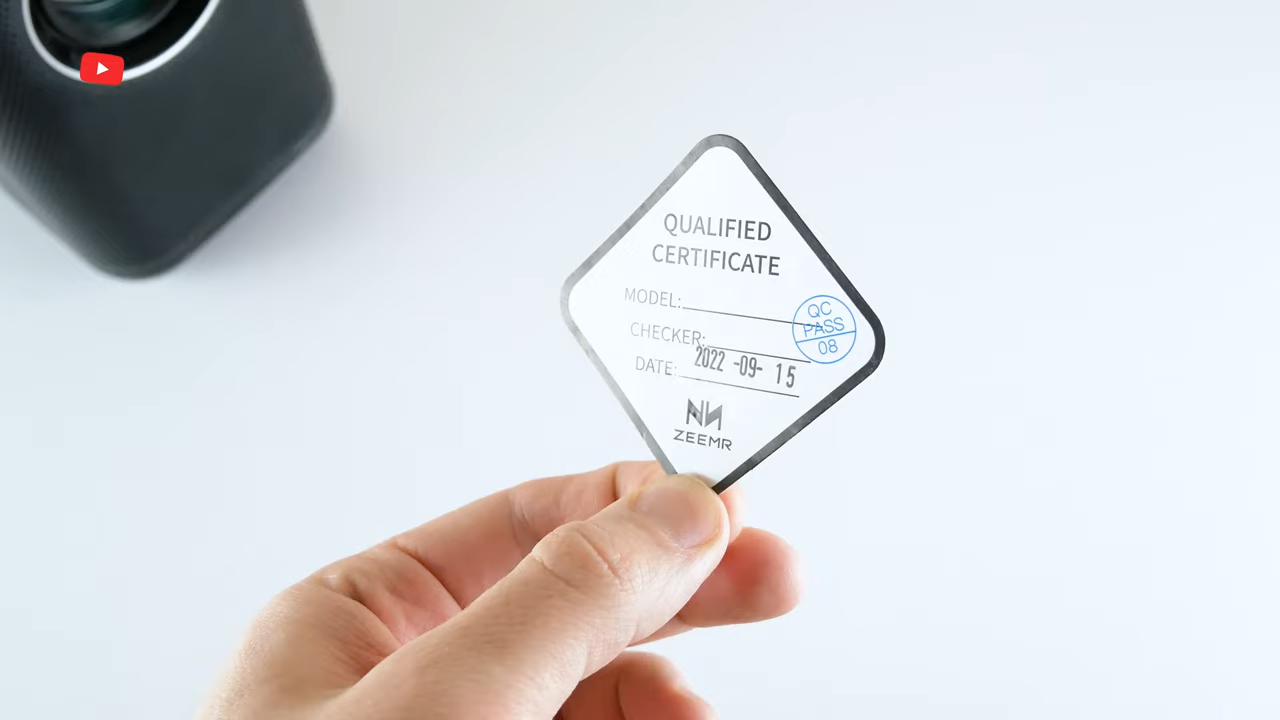 QUALIFIED
CERTIFICATE
MODEL:
QC
PASS
08
CHECKER:
DATE: 2022 -09- 15
ZEEMR